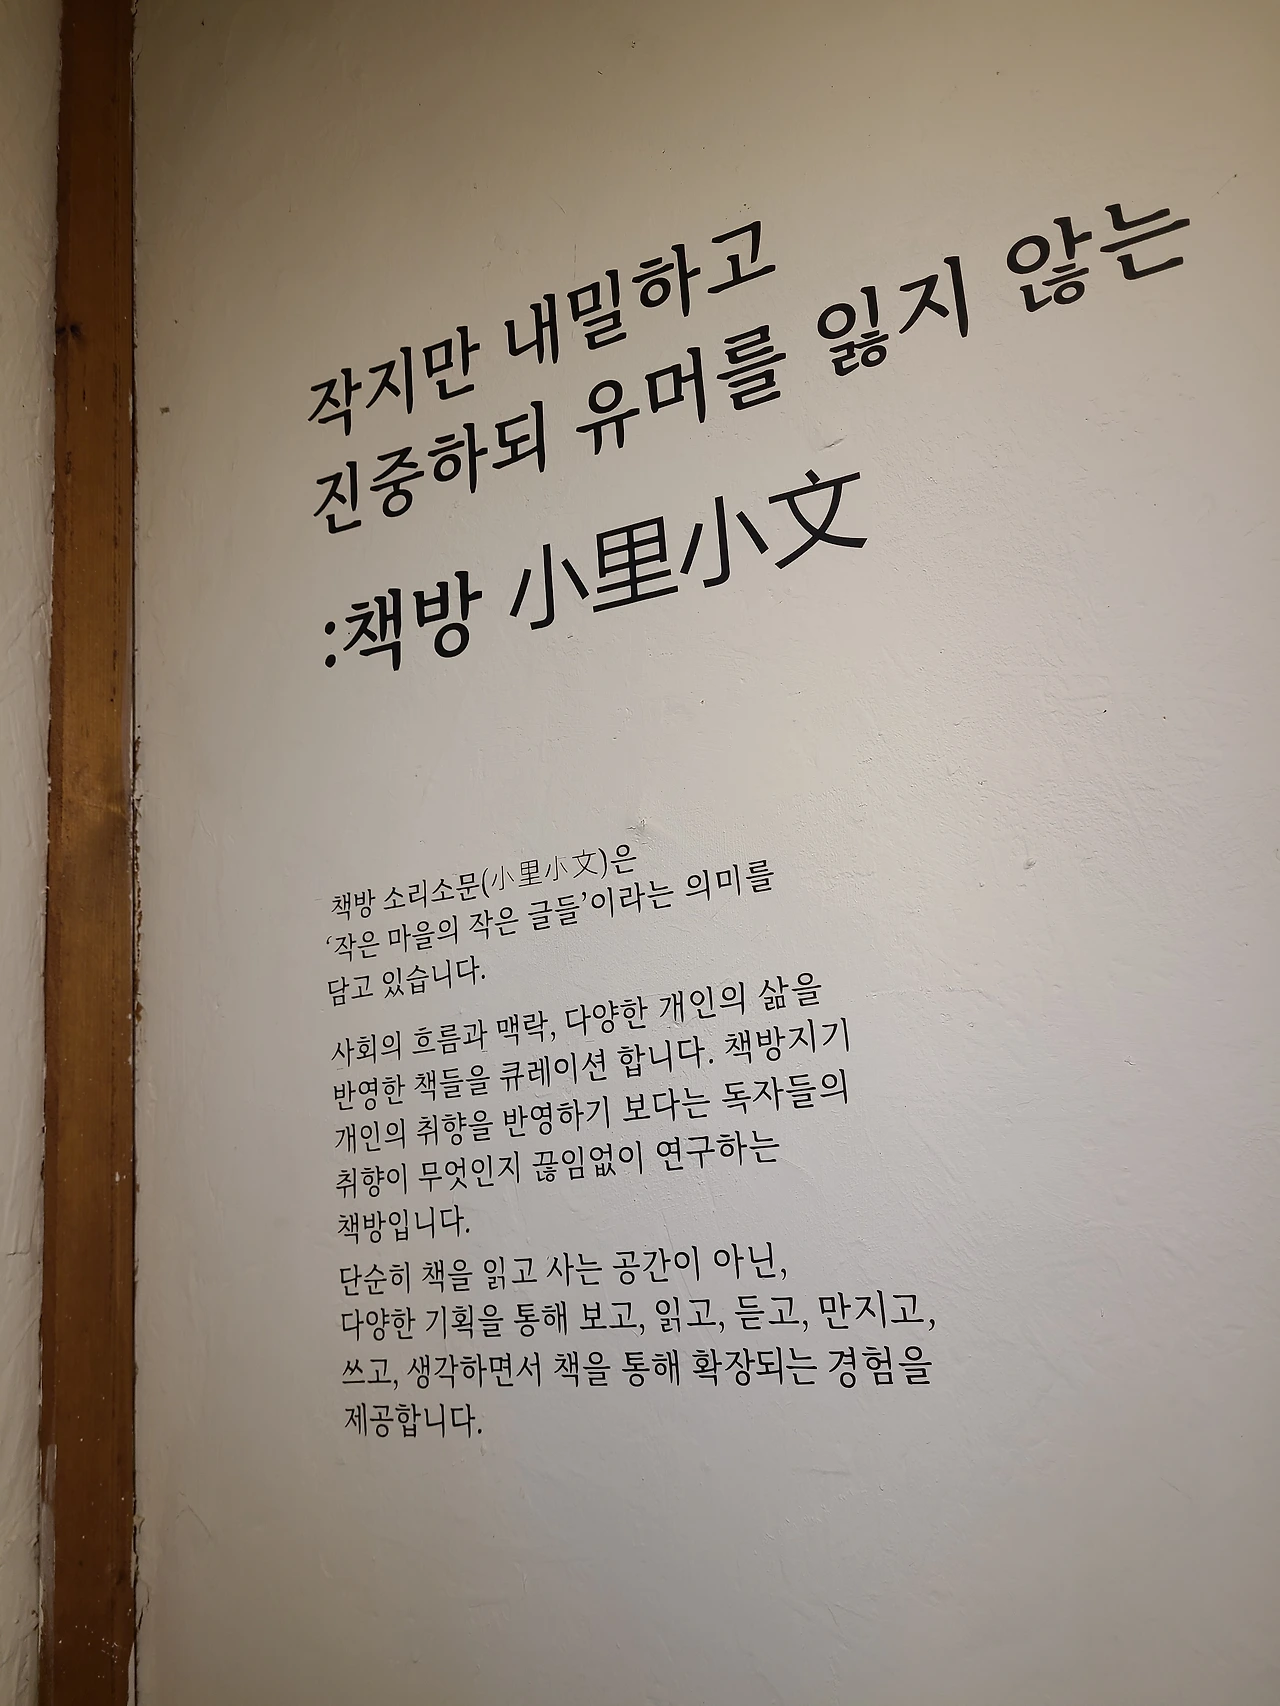 작지만 내밀하고
진중하되 유머를 잃지 않는
:책방 小里小文
책방 소리소문(小里小文)은
‘작은 마을의 작은 글들’이라는 의미를
담고 있습니다.
사회의 흐름과 맥락, 다양한 개인의 삶을
반영한 책들을 큐레이션 합니다. 책방지기
개인의 취향을 반영하기 보다는 독자들의
취향이 무엇인지 끊임없이 연구하는
책방입니다.
단순히 책을 읽고 사는 공간이 아닌,
다양한 기획을 통해 보고, 읽고, 듣고, 만지고,
쓰고, 생각하면서 책을 통해 확장되는 경험을
제공합니다.